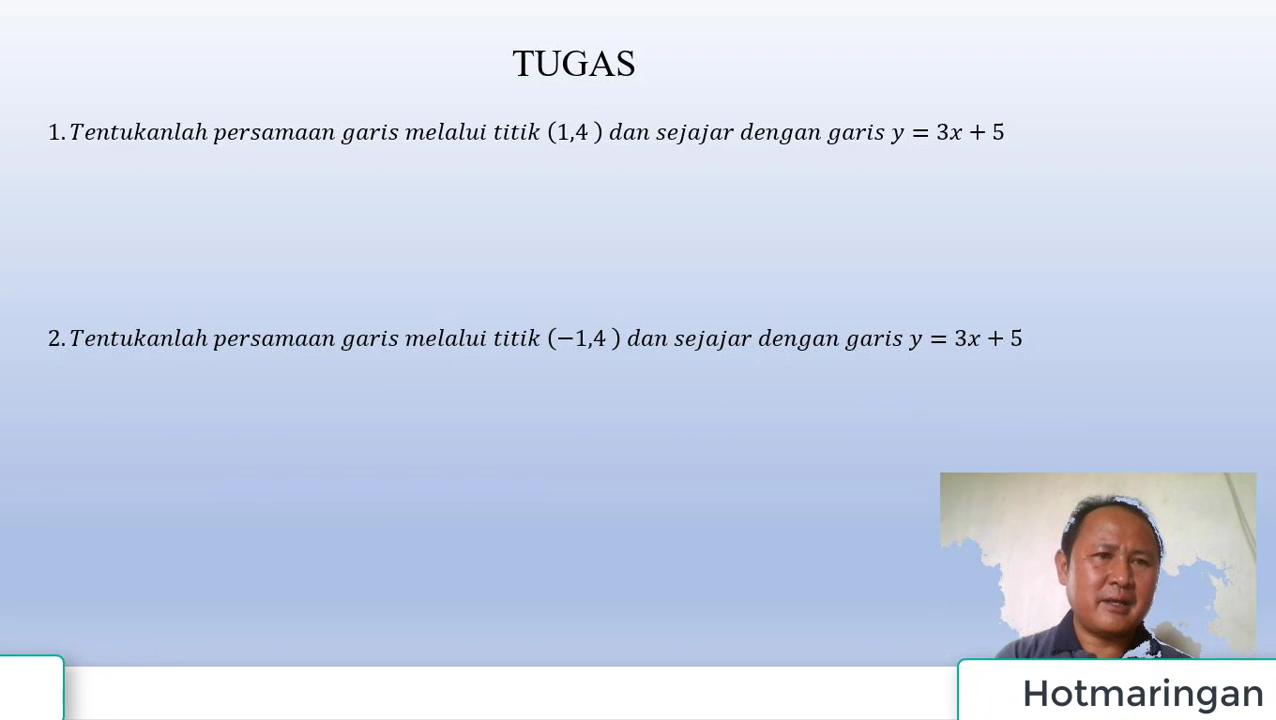 TUGAS
1. Tentukanlah persamaan garis melalui titik (1,4 ) dan sejajar dengan garis y = 3x + 5
2. Tentukanlah persamaan garis melalui titik (−1,4 ) dan sejajar dengan garis y = 3x + 5
Hotmaringan